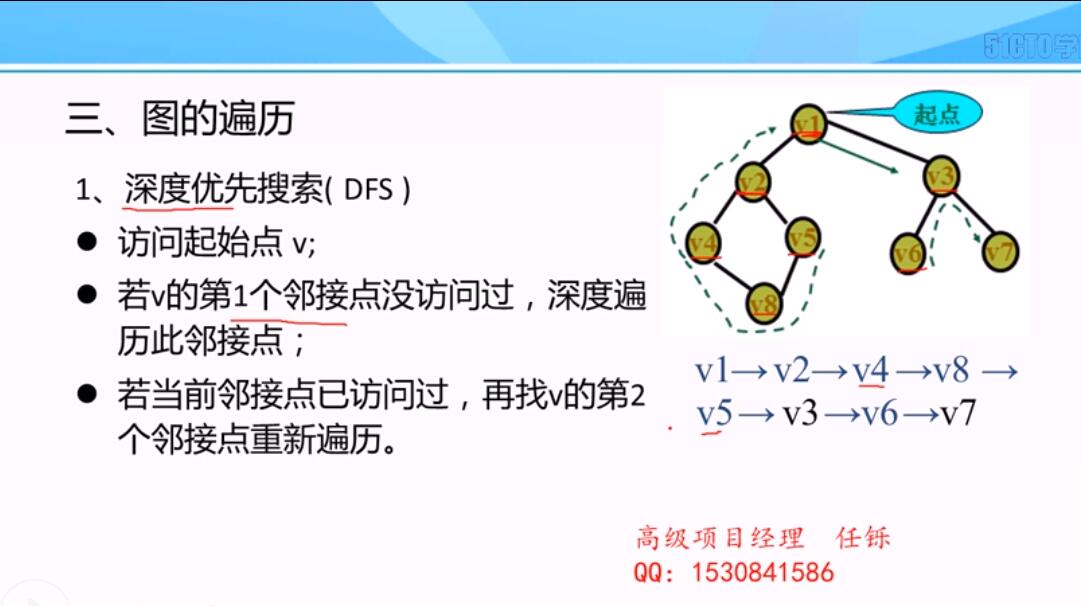 51CTO学
三、图的遍历
起点
v1
v2
v3
v4
v5
v6
v7
v8
1、深度优先搜索( DFS )
● 访问起始点 v;
● 若v的第1个邻接点没访问过，深度遍
历此邻接点；
● 若当前邻接点已访问过，再找v的第2
个邻接点重新遍历。
v1→v2→v4→v8→
v5→v3→v6→v7
高级项目经理 任铄
QQ: 1530841586